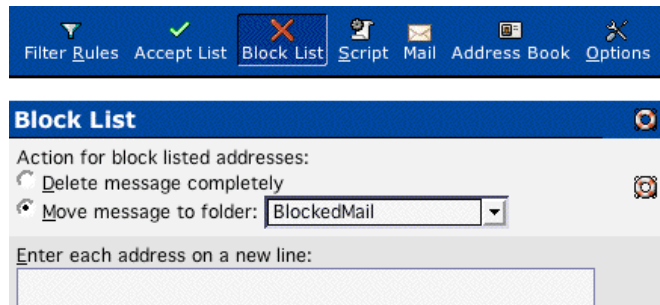 Filter Rules Accept List Block List Script Mail Address Book Options
Block List
Action for block listed addresses:
Delete message completely
Move message to folder: BlockedMail
Enter each address on a new line: